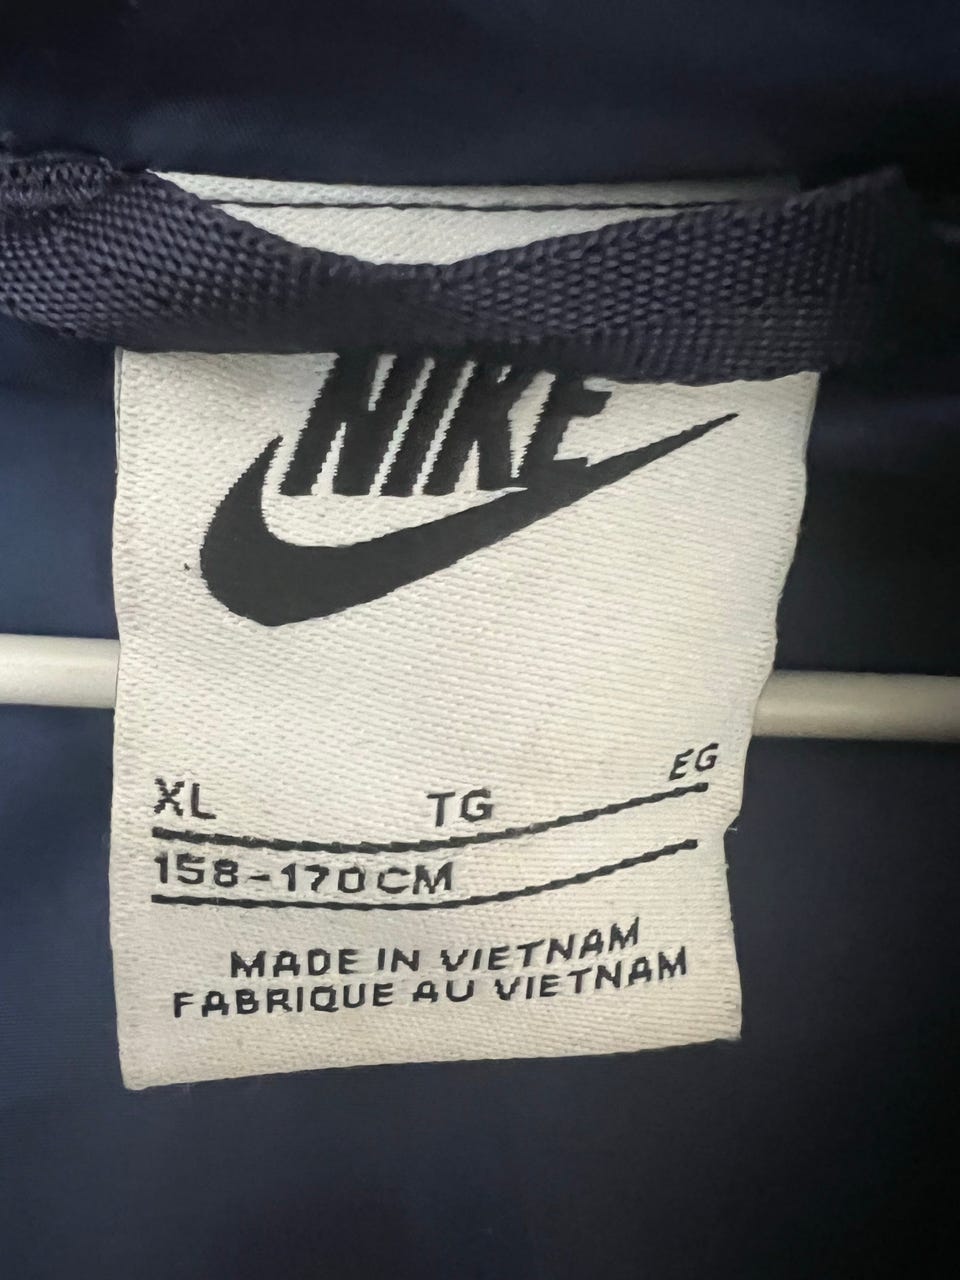 NIKE
XL TG EG
158-170CM
MADE IN VIETNAM
FABRIQUE AU VIETNAM